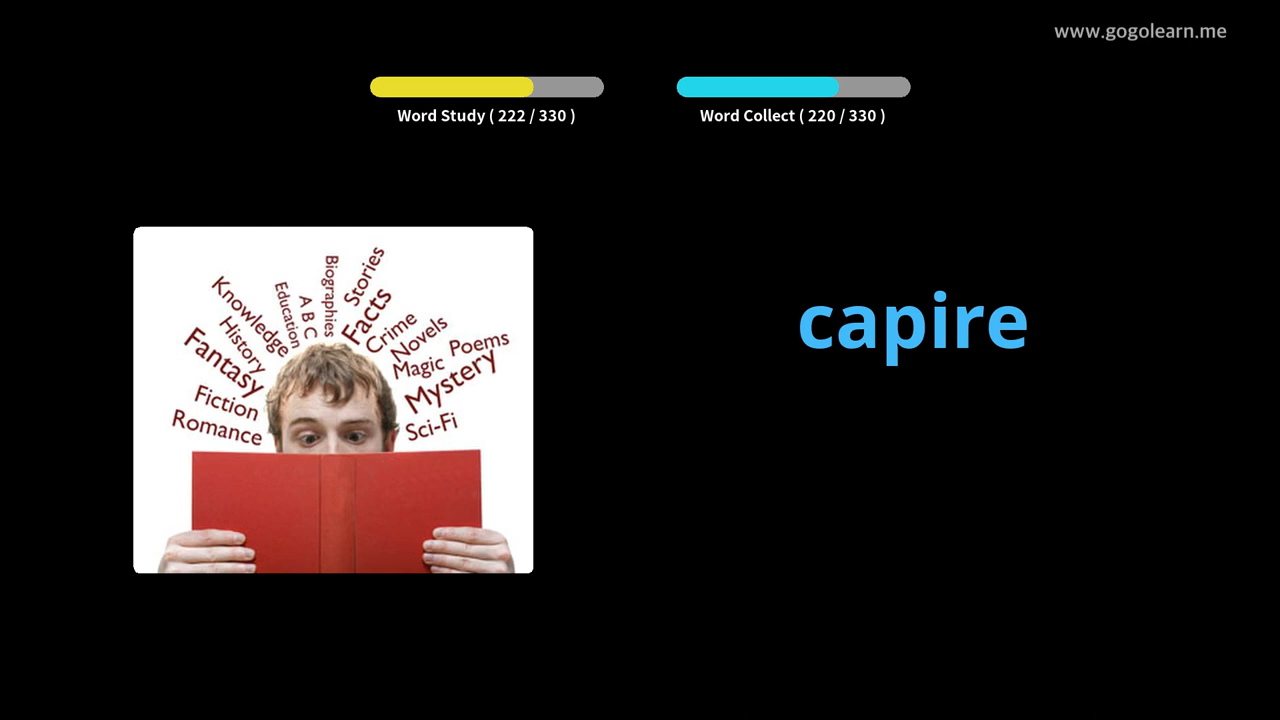 www.gogolearn.me
Word Study ( 222 / 330 )
Word Collect ( 220 / 330 )
capire
Romance
Fiction
Fantasy
History
Knowledge
Education
A B C
Biographies
Stories
Facts
Crime
Novels
Magic
Poems
Mystery
Sci-Fi